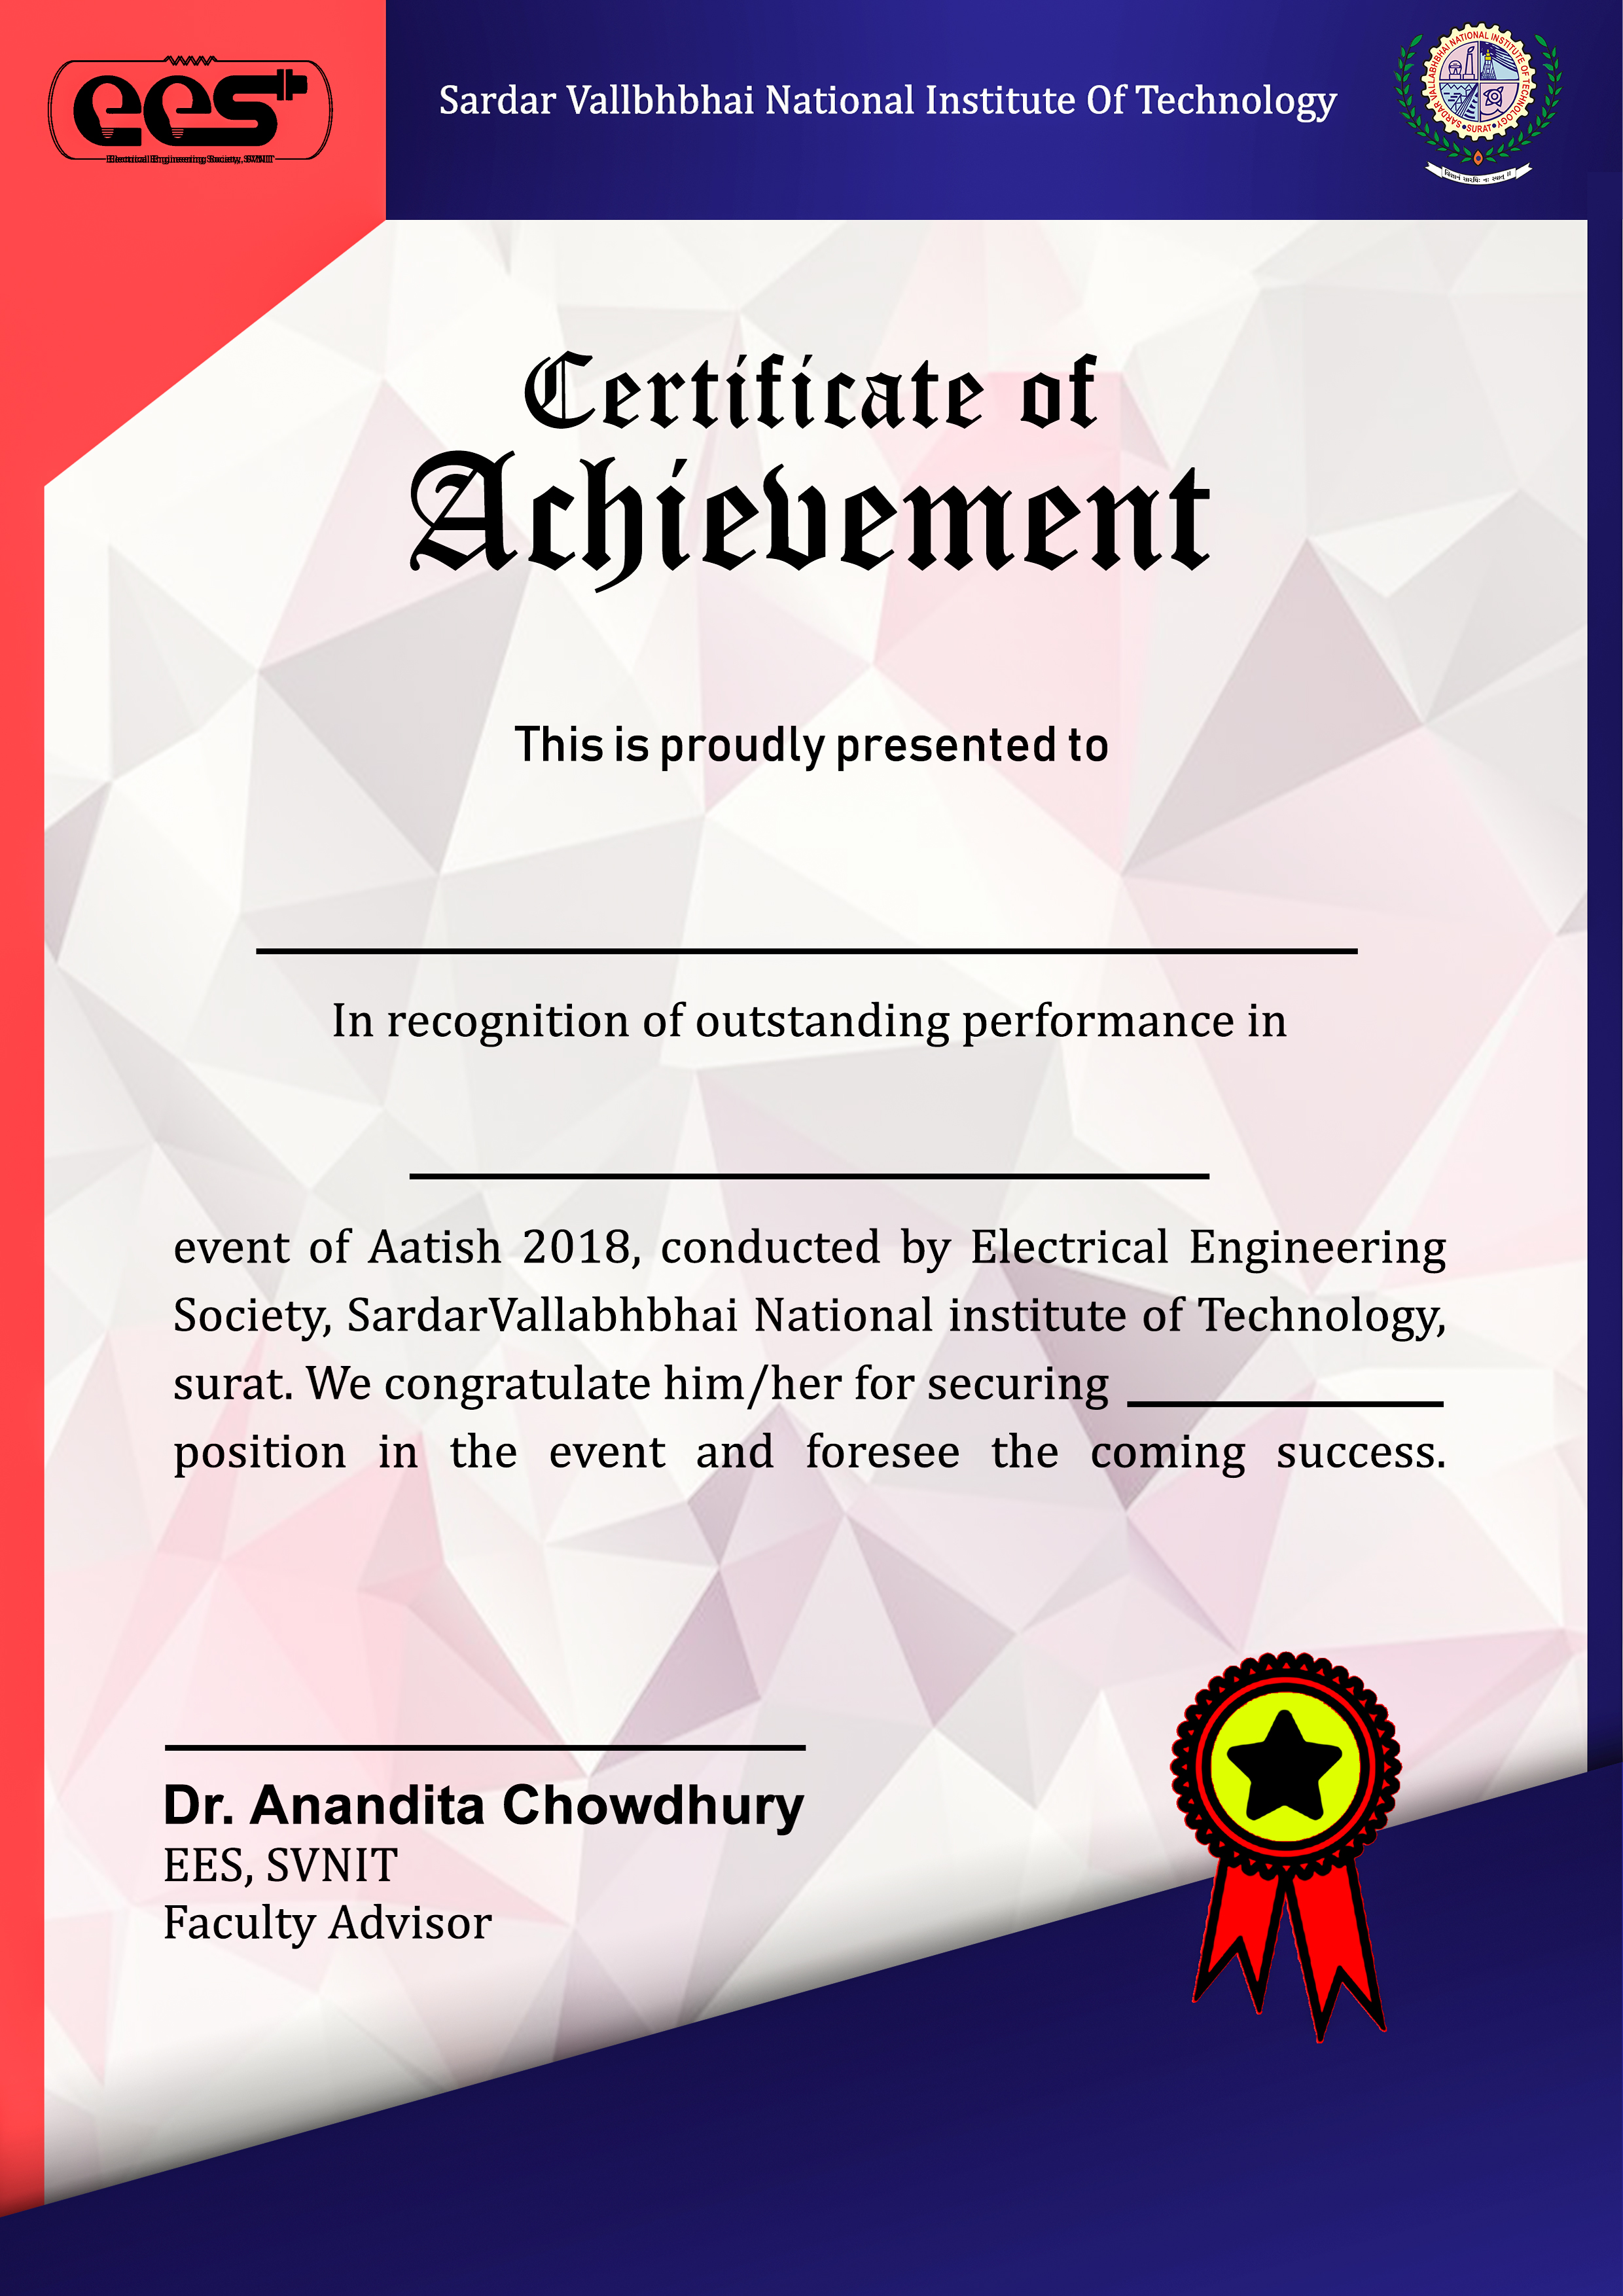 ees
Electrical Engineering Society, SVNIT
Sardar Vallbhbhai National Institute Of Technology
SARDAR VALLABHBHAI NATIONAL INSTITUTE OF TECHNOLOGY
• SURAT •
Certificate of
Achievement
This is proudly presented to
In recognition of outstanding performance in
event of Aatish 2018, conducted by Electrical Engineering
Society, SardarVallabhbhai National institute of Technology,
surat. We congratulate him/her for securing
position in the event and foresee the coming success.
Dr. Anandita Chowdhury
EES, SVNIT
Faculty Advisor